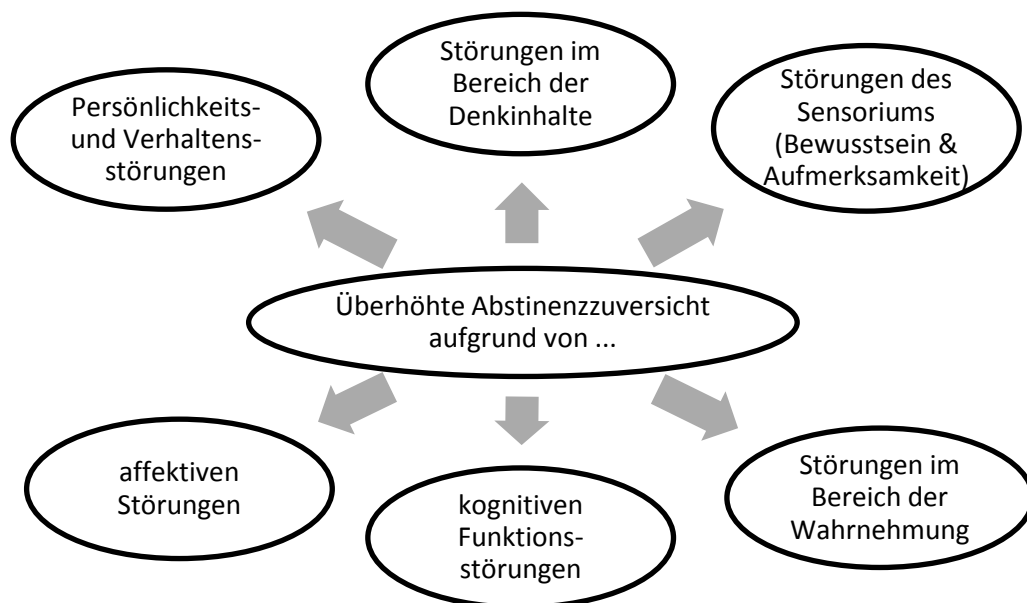 Persönlichkeits-
und Verhaltens-
störungen
Störungen im
Bereich der
Denkinhalte
Störungen des
Sensoriums
(Bewusstsein &
Aufmerksamkeit)
Überhöhte Abstinenzzuversicht
aufgrund von ...
affektiven
Störungen
kognitiven
Funktions-
störungen
Störungen im
Bereich der
Wahrnehmung